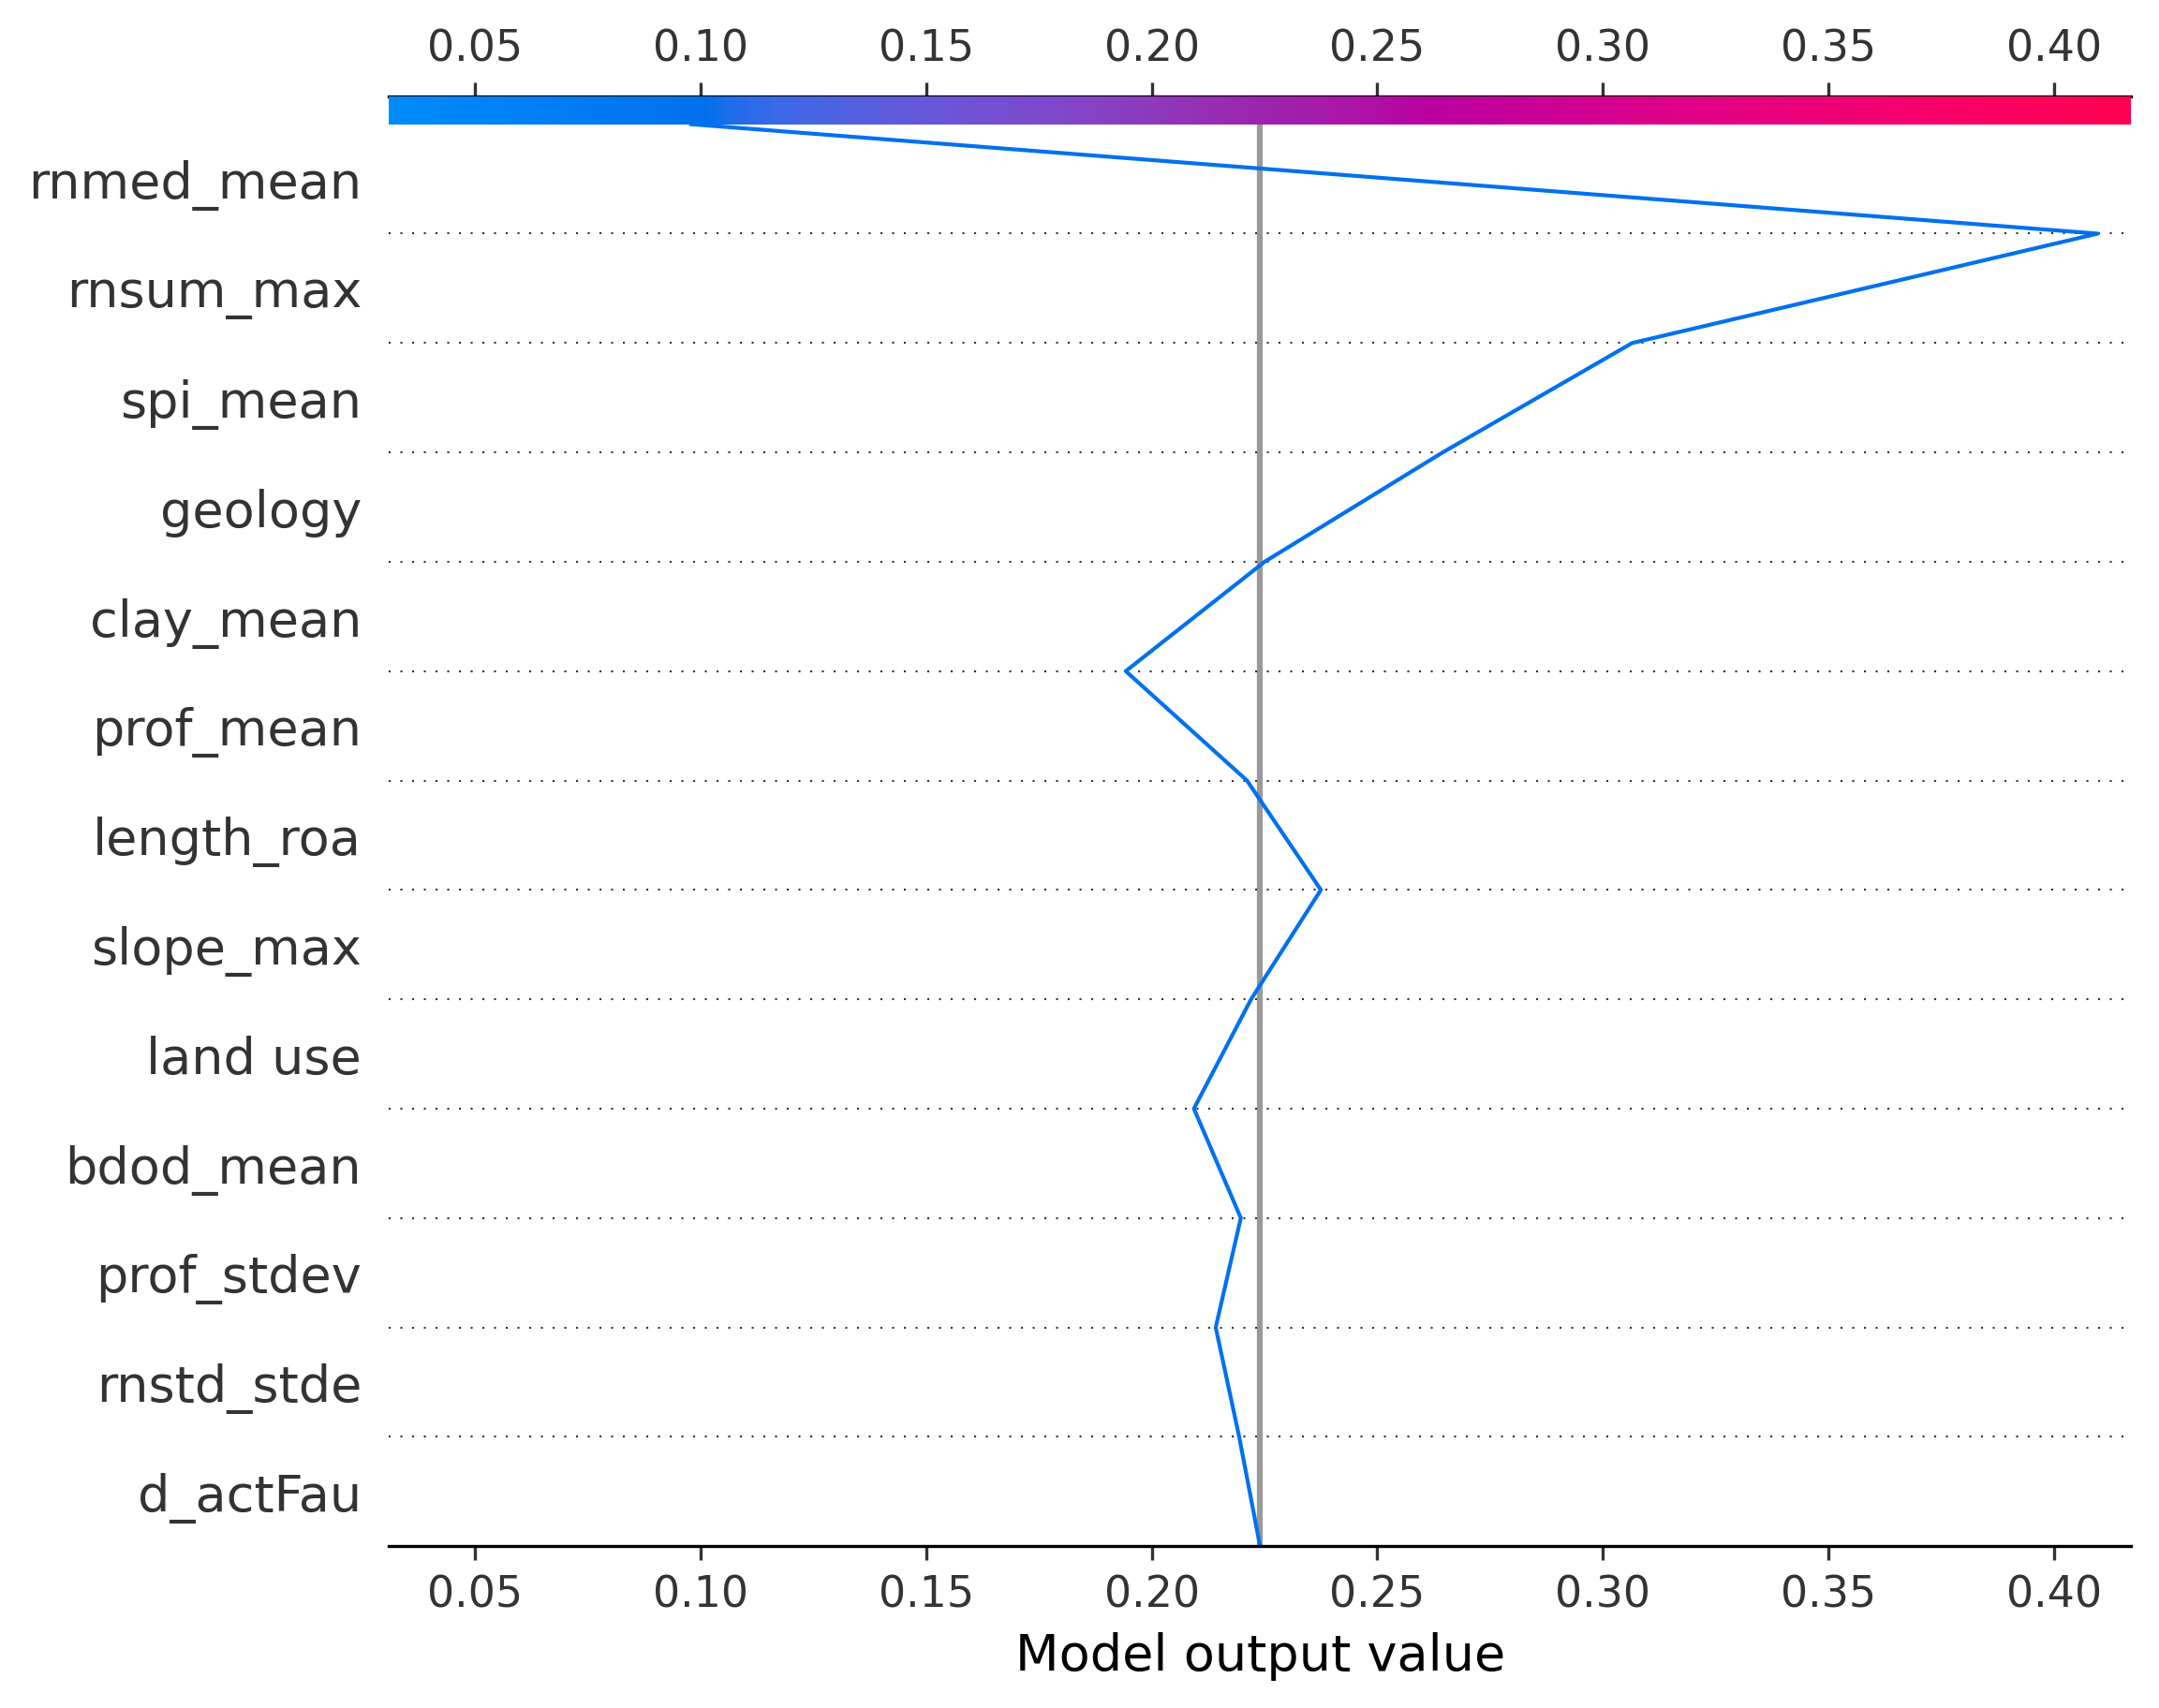 0.05 0.10 0.15 0.20 0.25 0.30 0.35 0.40
rnmed_mean
rnsum_max
spi_mean
geology
clay_mean
prof_mean
length_roa
slope_max
land use
bdod_mean
prof_stdev
rnstd_stde
d_actFau
0.05 0.10 0.15 0.20 0.25 0.30 0.35 0.40
Model output value